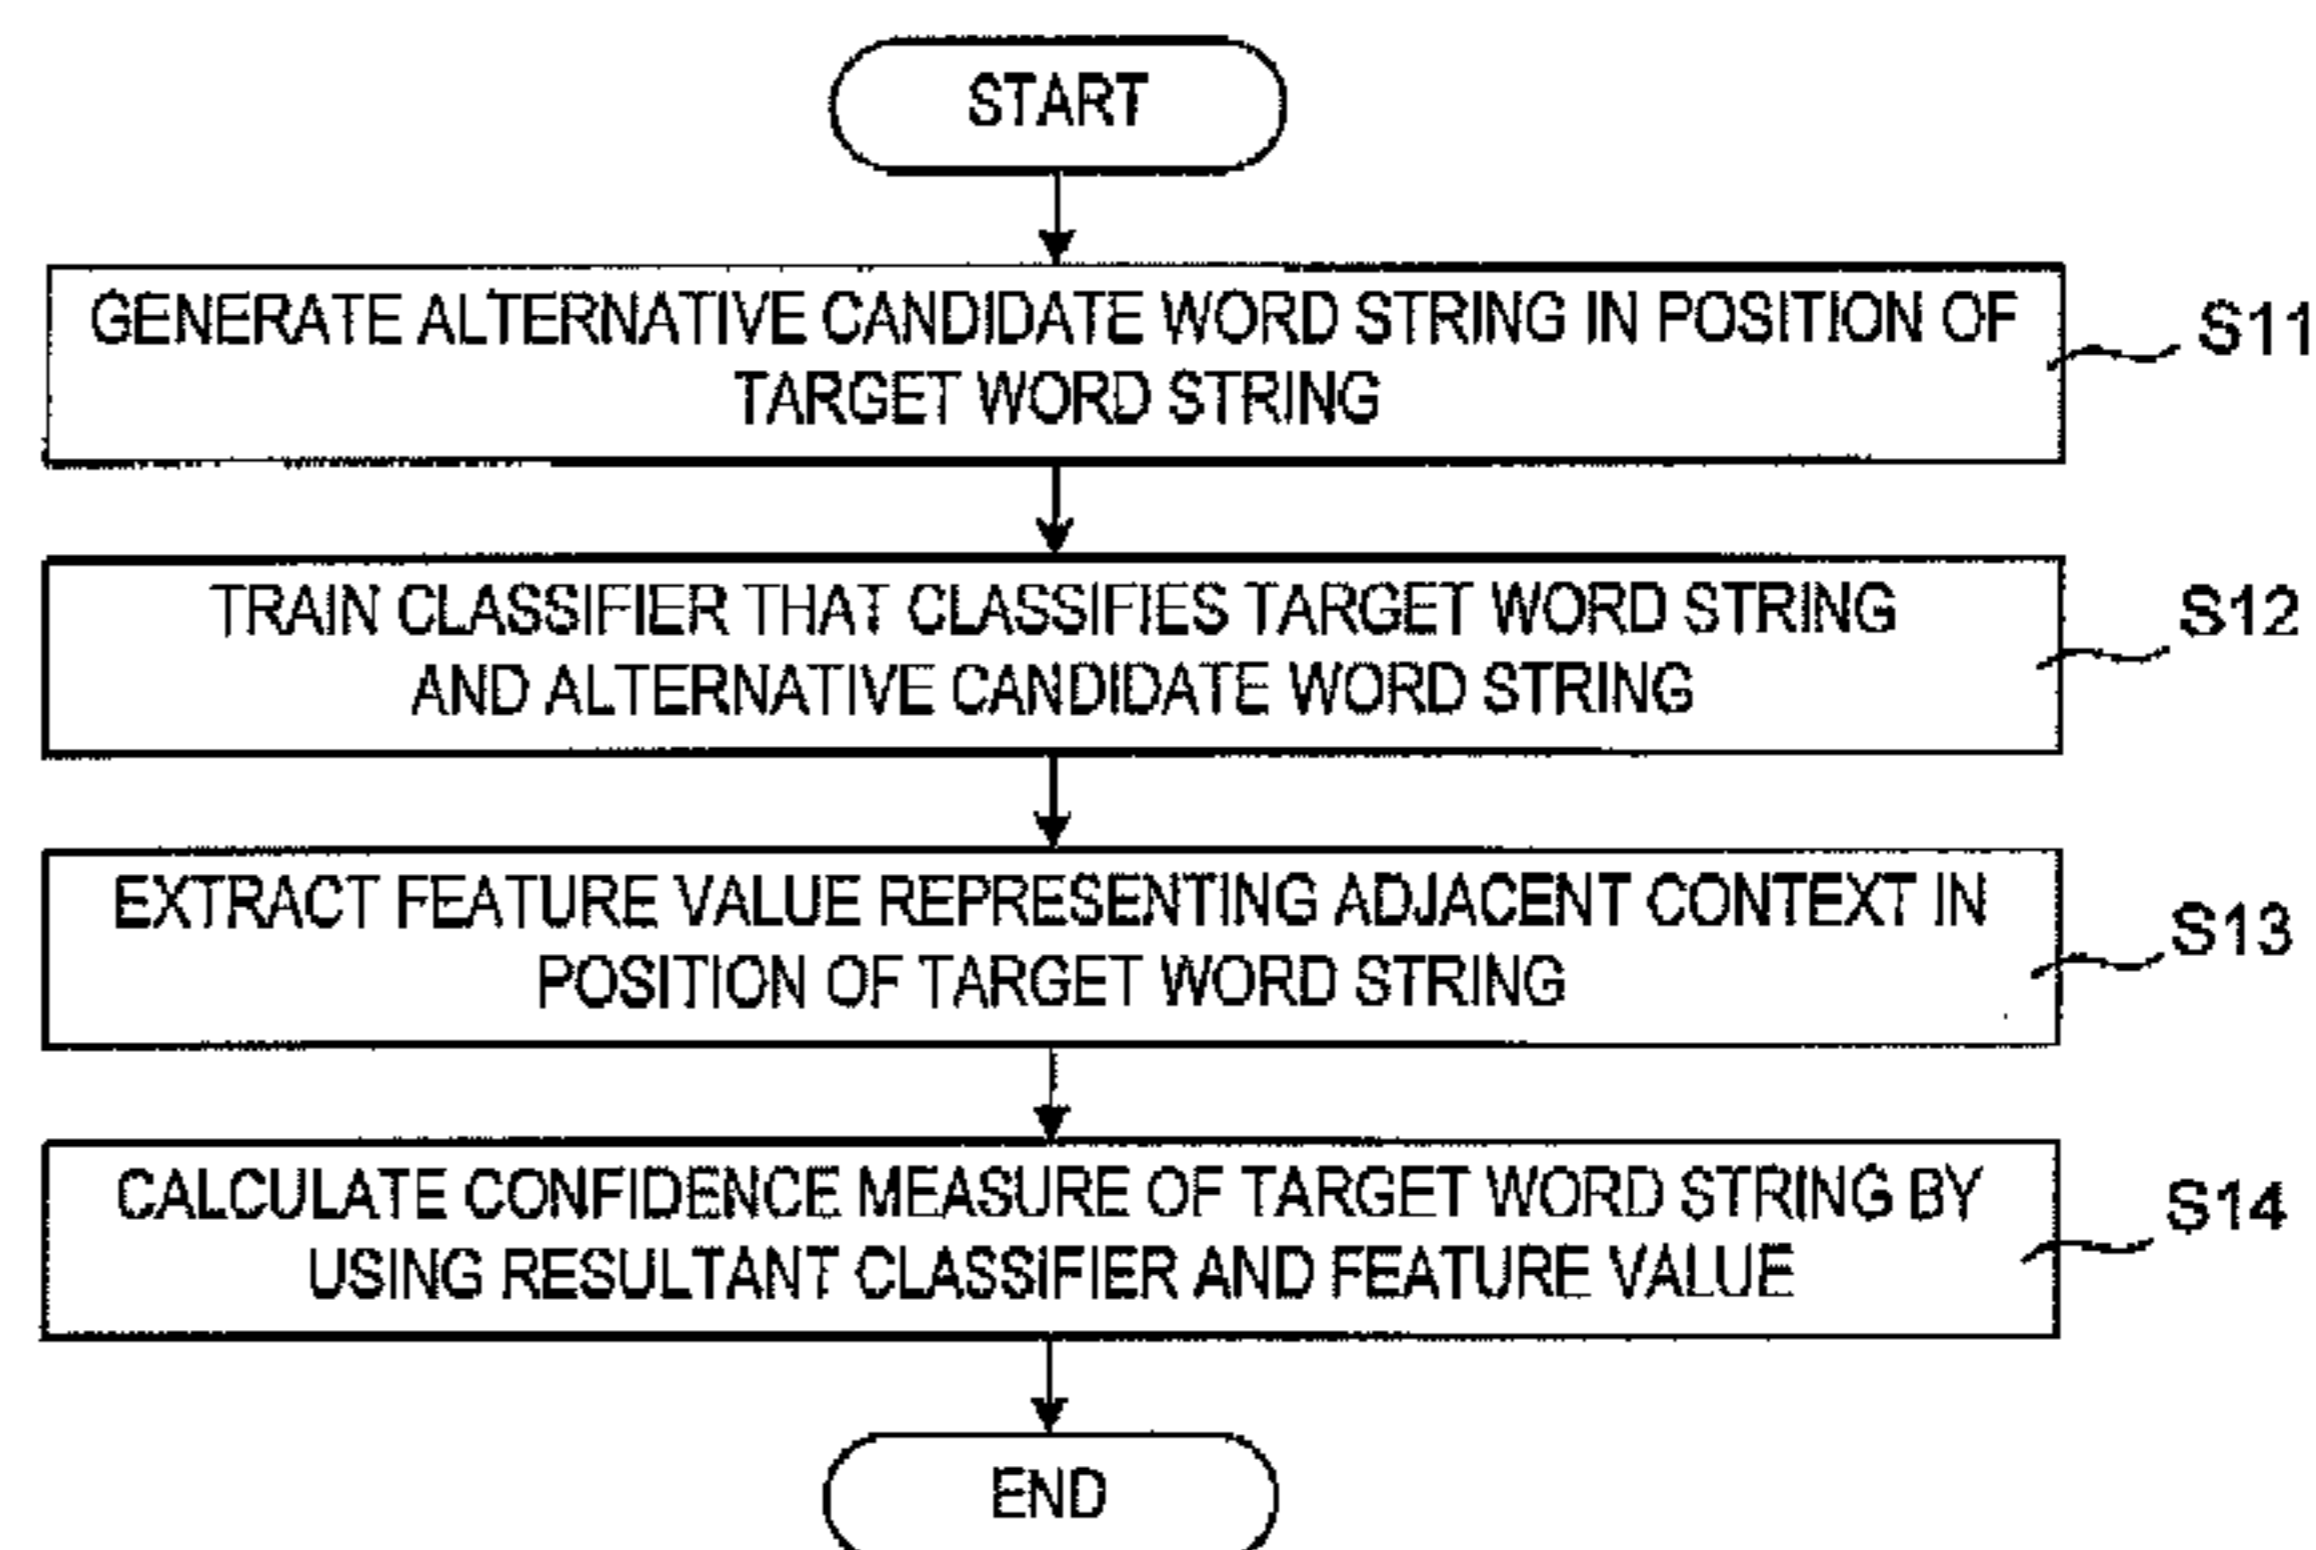 START
GENERATE ALTERNATIVE CANDIDATE WORD STRING IN POSITION OF
TARGET WORD STRING
S11
TRAIN CLASSIFIER THAT CLASSIFIES TARGET WORD STRING
AND ALTERNATIVE CANDIDATE WORD STRING
S12
EXTRACT FEATURE VALUE REPRESENTING ADJACENT CONTEXT IN
POSITION OF TARGET WORD STRING
S13
CALCULATE CONFIDENCE MEASURE OF TARGET WORD STRING BY
USING RESULTANT CLASSIFIER AND FEATURE VALUE
S14
END